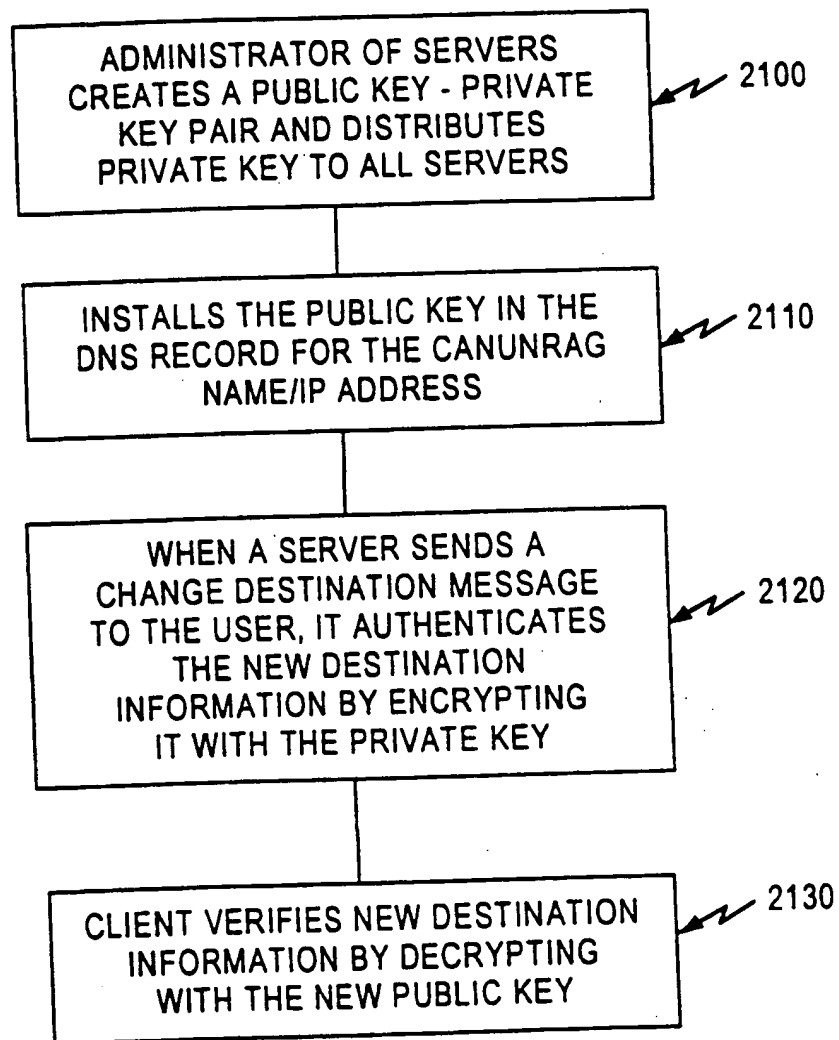 ADMINISTRATOR OF SERVERS
CREATES A PUBLIC KEY - PRIVATE
KEY PAIR AND DISTRIBUTES
PRIVATE KEY TO ALL SERVERS
2100
INSTALLS THE PUBLIC KEY IN THE
DNS RECORD FOR THE CANUNRAG
NAME/IP ADDRESS
2110
WHEN A SERVER SENDS A
CHANGE DESTINATION MESSAGE
TO THE USER, IT AUTHENTICATES
THE NEW DESTINATION
INFORMATION BY ENCRYPTING
IT WITH THE PRIVATE KEY
2120
CLIENT VERIFIES NEW DESTINATION
INFORMATION BY DECRYPTING
WITH THE NEW PUBLIC KEY
2130